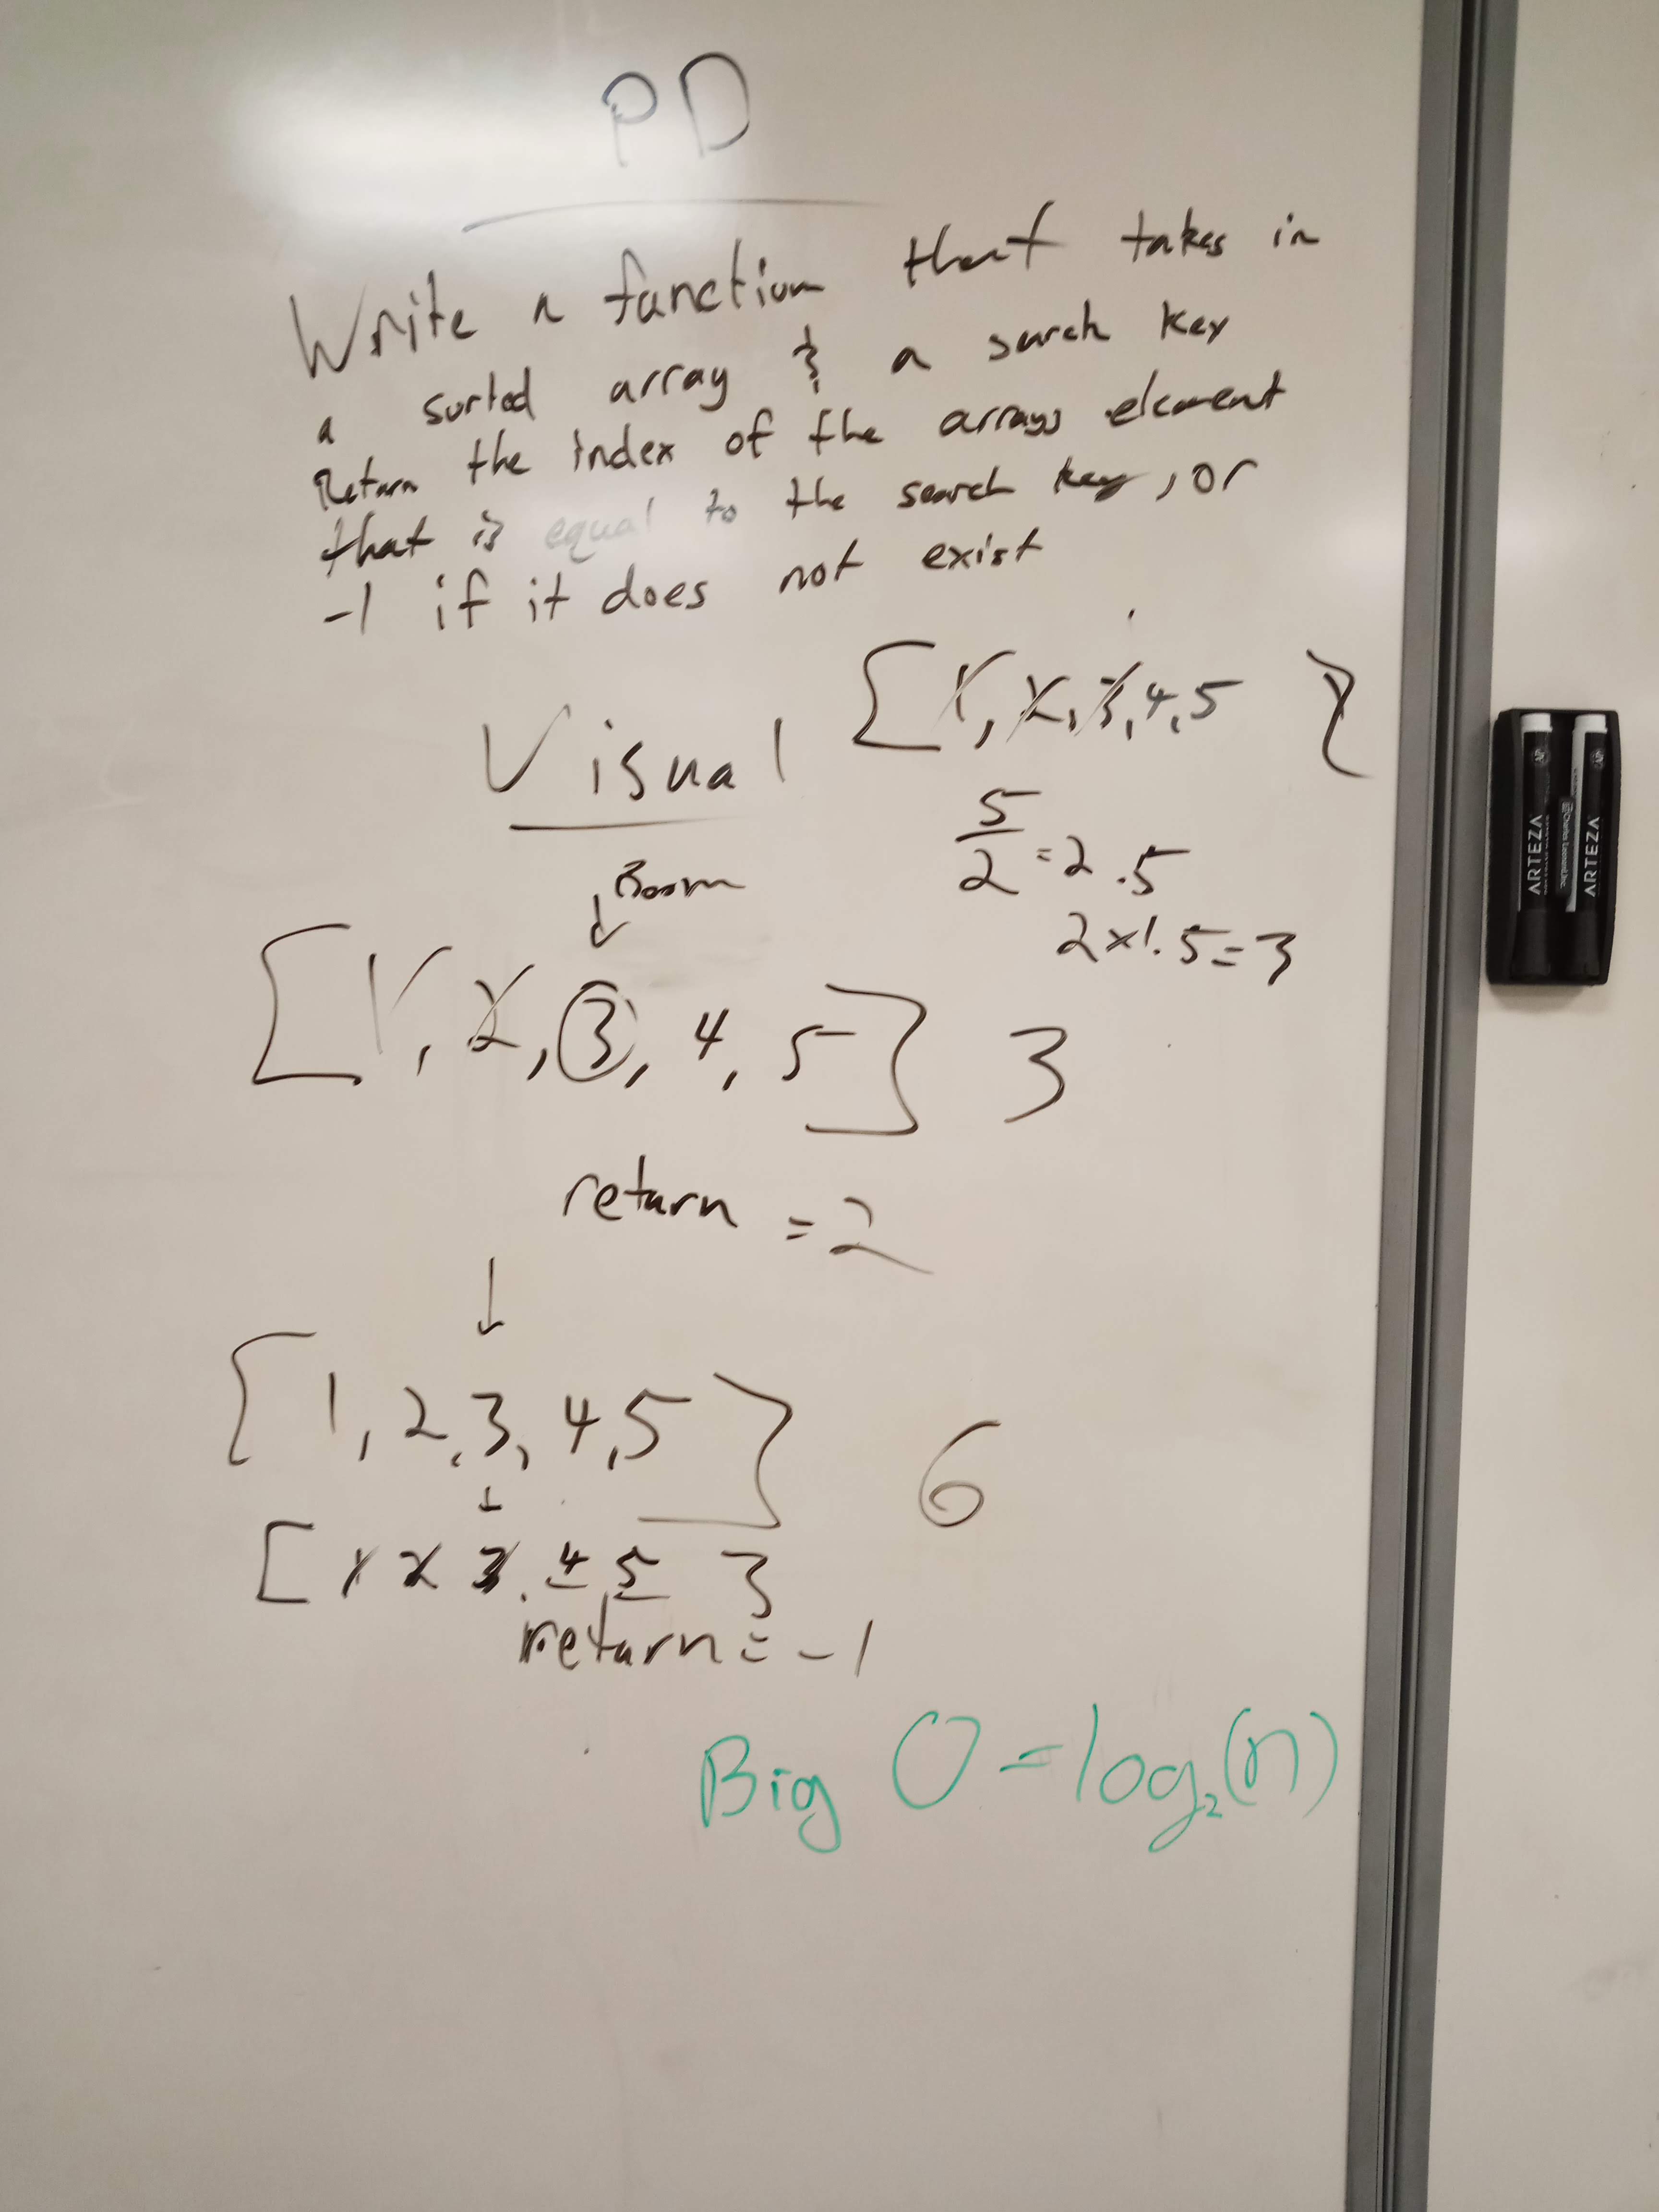 PD
Write a function that takes in
a sorted array & a search key
Return the index of the arrays element
that is equal to the search key, or
-1 if it does not exist
Visual
[1, 2, 3, 4, 5]
5/2 = 2.5
2 x 1.5 = 3
Boom
[1, 2, 3, 4, 5] 3
return = 2
[1, 2, 3, 4, 5] 6
[1 2 3, 4 5 3
return = -1
Big O = log₂(n)
ARTEZA
ARTEZA